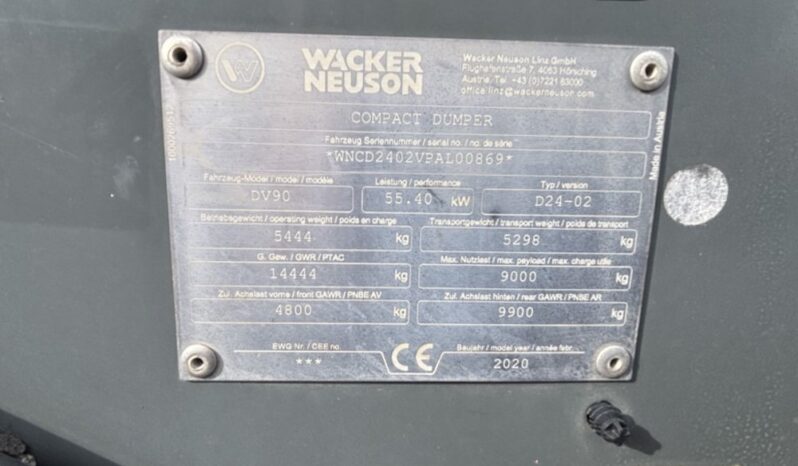 W
WACKER
NEUSON
Wacker Neuson Linz GmbH
Flughafenstraße 7, 4063 Hörsching
Austria, Tel. +43 (0)7221 63000
office.linz@wackerneuson.com
COMPACT DUMPER
Fahrzeug Seriennummer / serial no. / no. de série
*WNCD2402VPAL00869*
Made in Austria
Fahrzeug-Model / model / modèle
Leistung / performance
Typ / version
DV90
55.40 kW
D24-02
Betriebsgewicht / operating weight / poids en charge
Transportgewicht / transport weight / poids de transport
5444 kg
5298 kg
G. Gew. / GWR / PTAC
Max. Nutzlast / max. payload / max. charge utile
14444 kg
9000 kg
Zul. Achslast vorne / front GAWR / PNBE AV
Zul. Achslast hinten / rear GAWR / PNBE AR
4800 kg
9900 kg
EWG Nr. / CEE no.
***
CE
Baujahr / model year / année fabr.
2020